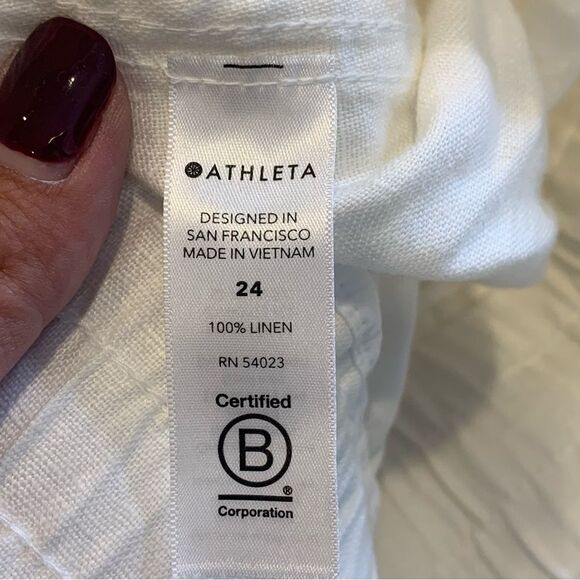 ATHLETA
DESIGNED IN
SAN FRANCISCO
MADE IN VIETNAM
24
100% LINEN
RN 54023
Certified
B
®
Corporation